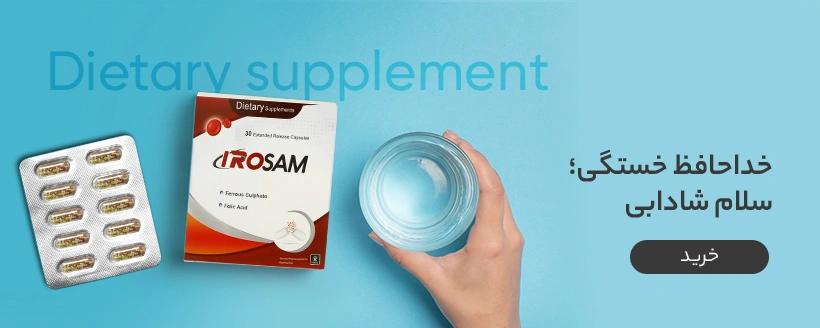 Dietary supplement
Dietary Supplements
30 Extended Release Capsules
IROSAM
Ferrous Sulphate
Folic Acid
خداحافظ خستگی؛
سلام شادابی
خرید